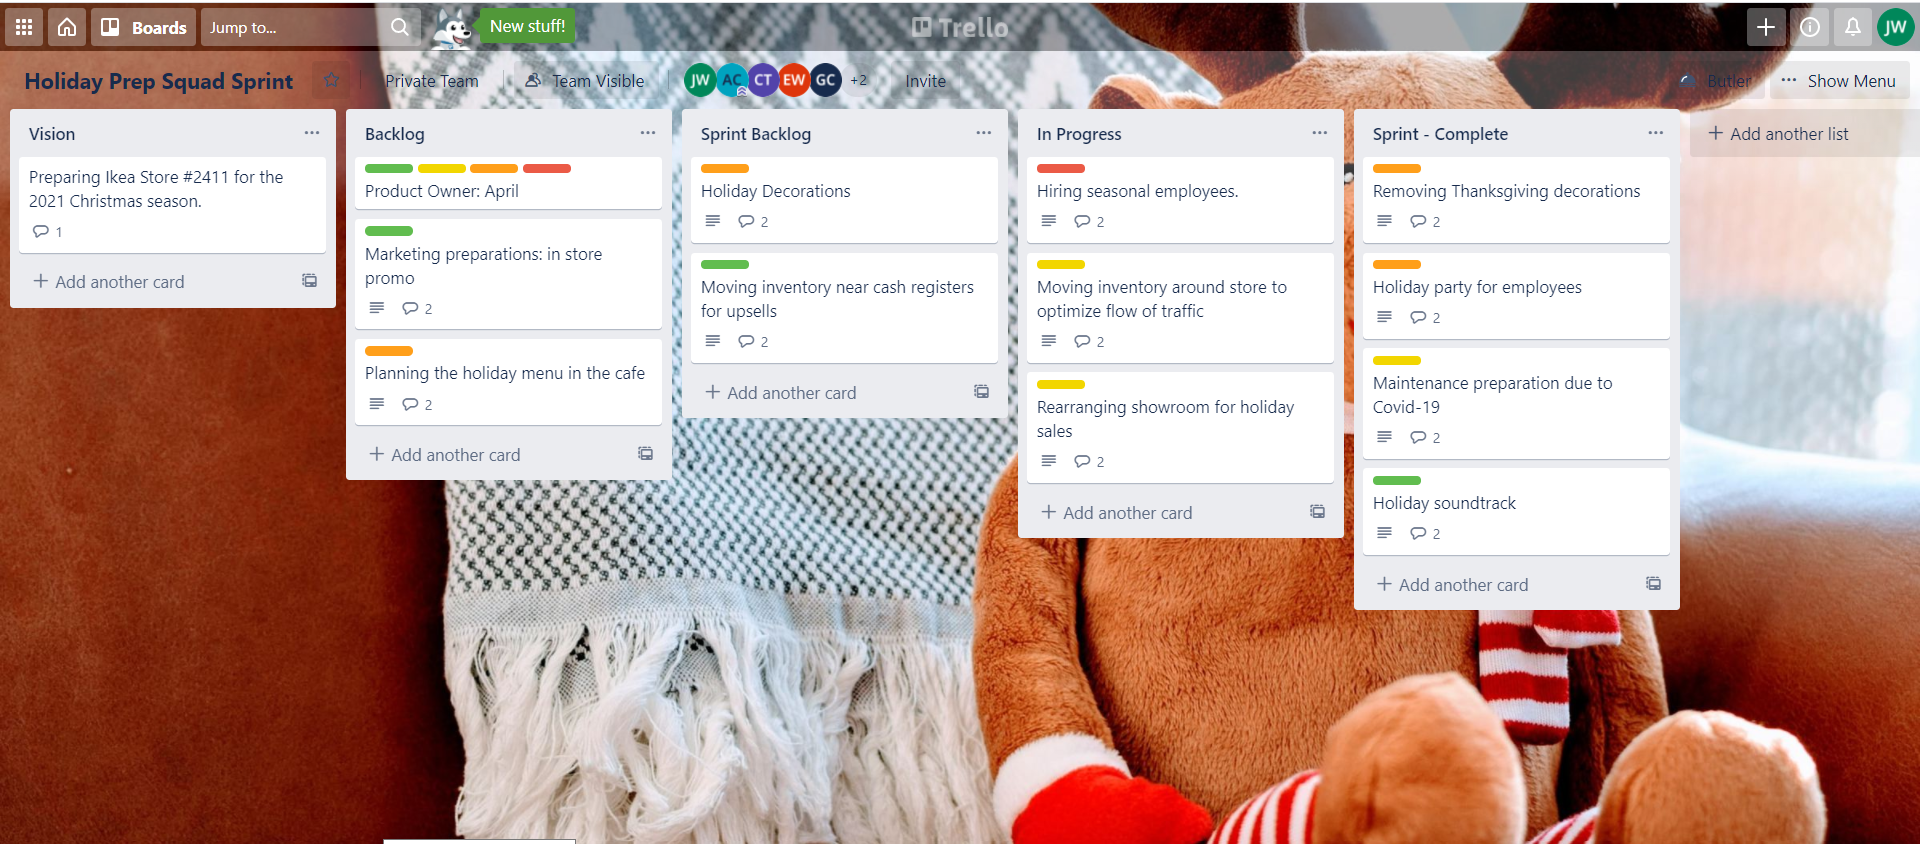 Boards
Jump to...
New stuff!
Trello
JW
Holiday Prep Squad Sprint
Private Team
Team Visible
JW
AC
CT
EW
GC
+2
Invite
Butler
Show Menu
Vision
Preparing Ikea Store #2411 for the
2021 Christmas season.
1
+ Add another card
Backlog
Product Owner: April
Marketing preparations: in store
promo
2
Planning the holiday menu in the cafe
2
+ Add another card
Sprint Backlog
Holiday Decorations
2
Moving inventory near cash registers
for upsells
2
+ Add another card
In Progress
Hiring seasonal employees.
2
Moving inventory around store to
optimize flow of traffic
2
Rearranging showroom for holiday
sales
2
+ Add another card
Sprint - Complete
Removing Thanksgiving decorations
2
Holiday party for employees
2
Maintenance preparation due to
Covid-19
2
Holiday soundtrack
2
+ Add another card
+ Add another list